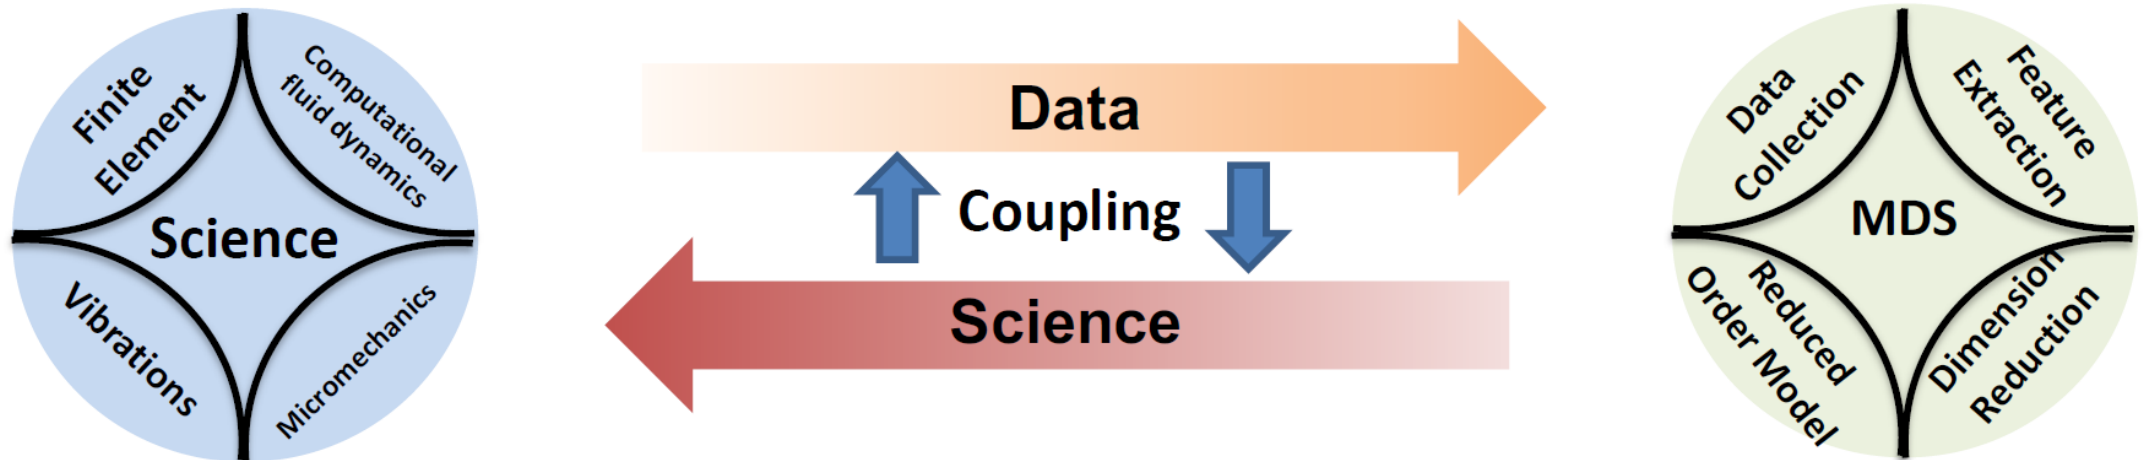 Finite
Element
Computational
fluid dynamics
Science
Vibrations
Micromechanics
Data
Coupling
Science
Data
Collection
Feature
Extraction
MDS
Reduced
Order Model
Dimension
Reduction